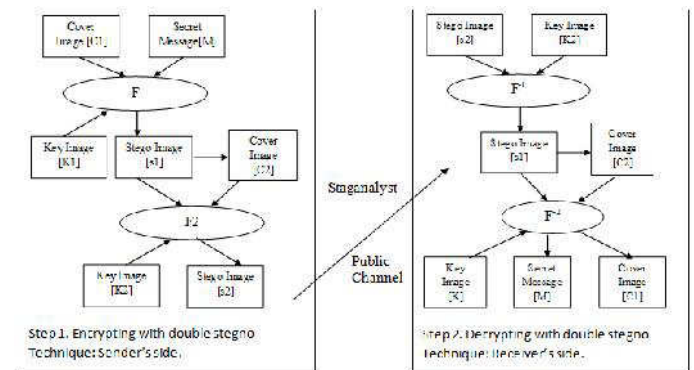 Cover
Image [C1]
Secret
Message[M]
F
Key Image
[K1]
Stego Image
[s1]
Cover
Image
[C2]
F2
Key Image
[K2]
Stego Image
[s2]
Step 1. Encrypting with double stegno
Technique: Sender's side.
Steganalyst
Public
Channel
Stego Image
[s2]
Key Image
[K2]
Stego Image
[s1]
Cover
Image
[C2]
Key
Image
[K]
Secret
Message
[M]
Cover
Image
[C1]
Step 2. Decrypting with double stegno
Technique: Receiver's side.